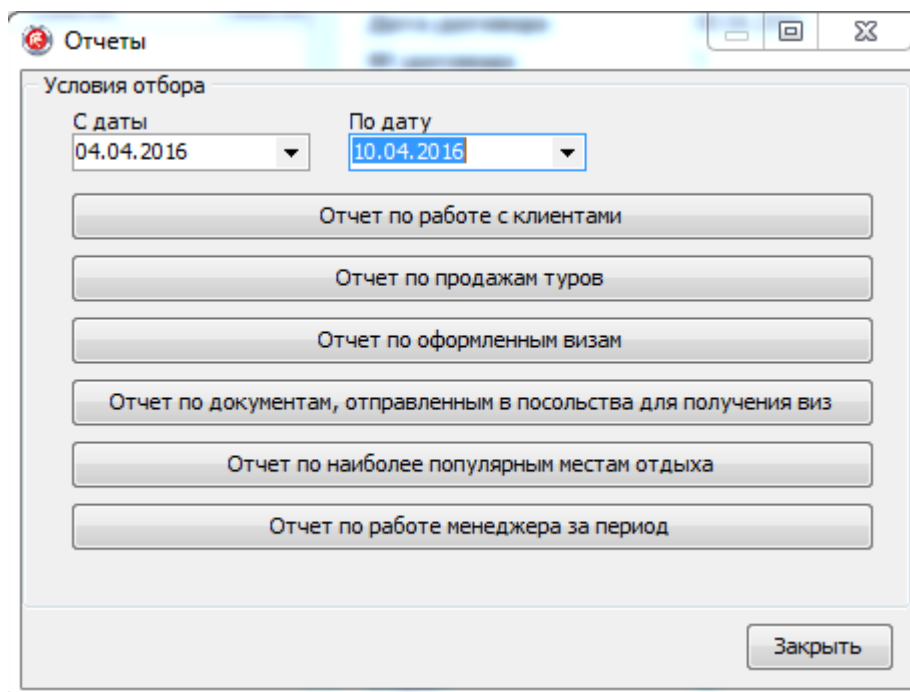 Отчеты
Условия отбора
С даты
По дату
04.04.2016
10.04.2016
Отчет по работе с клиентами
Отчет по продажам туров
Отчет по оформленным визам
Отчет по документам, отправленным в посольства для получения виз
Отчет по наиболее популярным местам отдыха
Отчет по работе менеджера за период
Закрыть